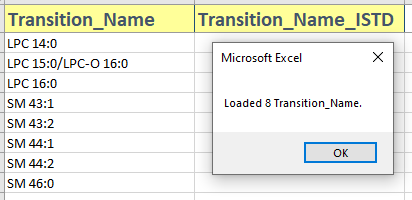 Transition_Name Transition_Name_ISTD
LPC 14:0
LPC 15:0/LPC-O 16:0
LPC 16:0
SM 43:1
SM 43:2
SM 44:1
SM 44:2
SM 46:0
Microsoft Excel
Loaded 8 Transition_Name.
OK